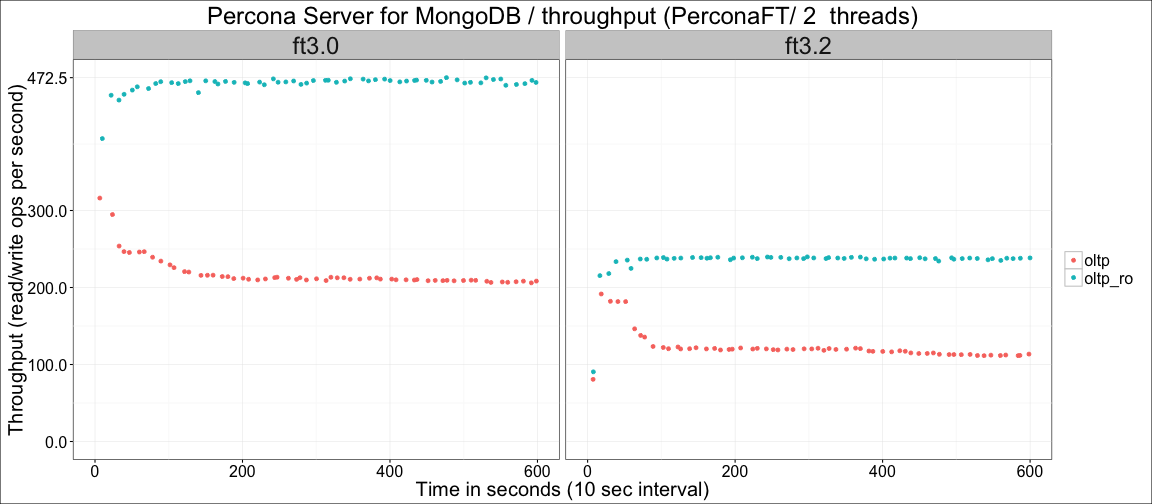 Percona Server for MongoDB / throughput (PerconaFT/ 2  threads)
ft3.0
ft3.2
Throughput (read/write ops per second)
472.5
300.0
200.0
100.0
0.0
0 200 400 600
0 200 400 600
Time in seconds (10 sec interval)
oltp
oltp_ro